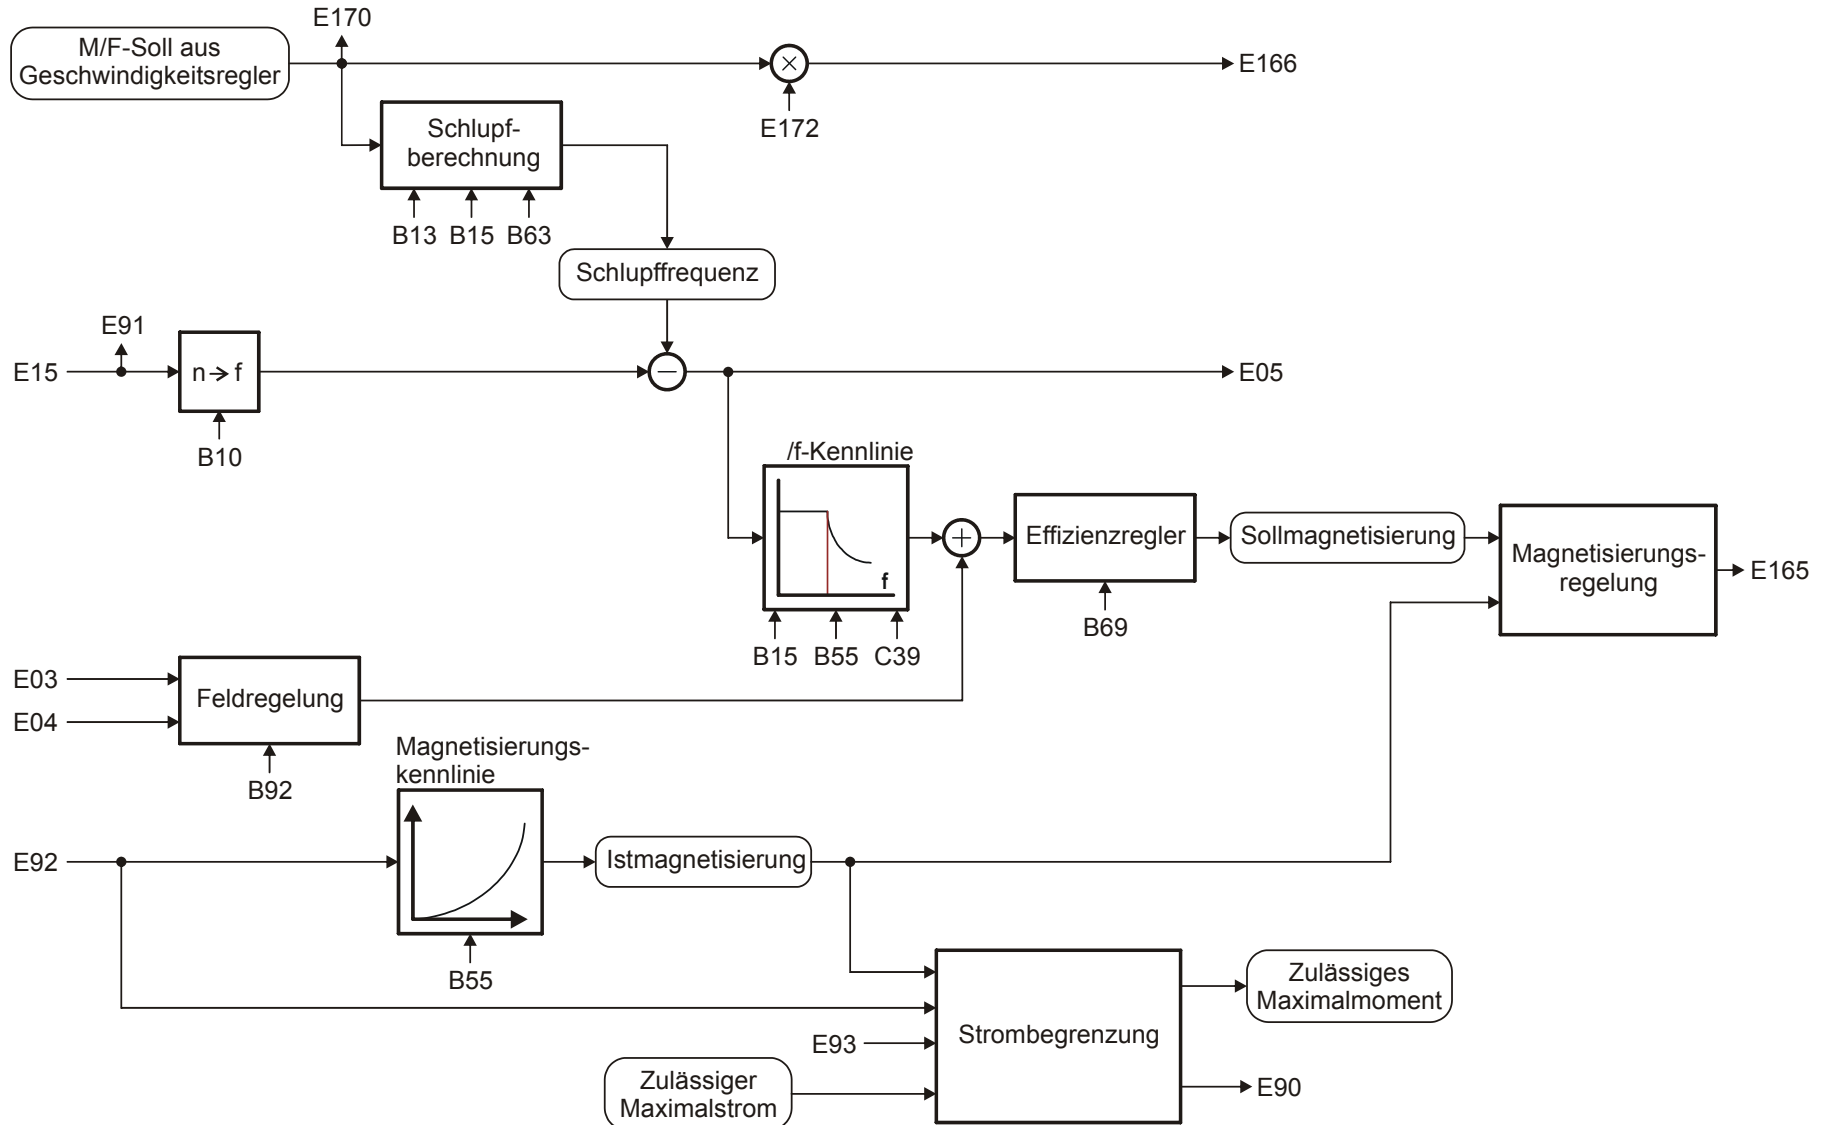 E170
M/F-Soll aus
Geschwindigkeitsregler
×
E166
E172
Schlupf-
berechnung
B13 B15 B63
Schlupffrequenz
E91
E15
n→f
−
E05
B10
/f-Kennlinie
f
B15 B55 C39
+
Effizienzregler
B69
Sollmagnetisierung
Magnetisierungs-
regelung
E165
E03
E04
Feldregelung
B92
Magnetisierungs-
kennlinie
E92
B55
Istmagnetisierung
E93
Zulässiger
Maximalstrom
Strombegrenzung
Zulässiges
Maximalmoment
E90